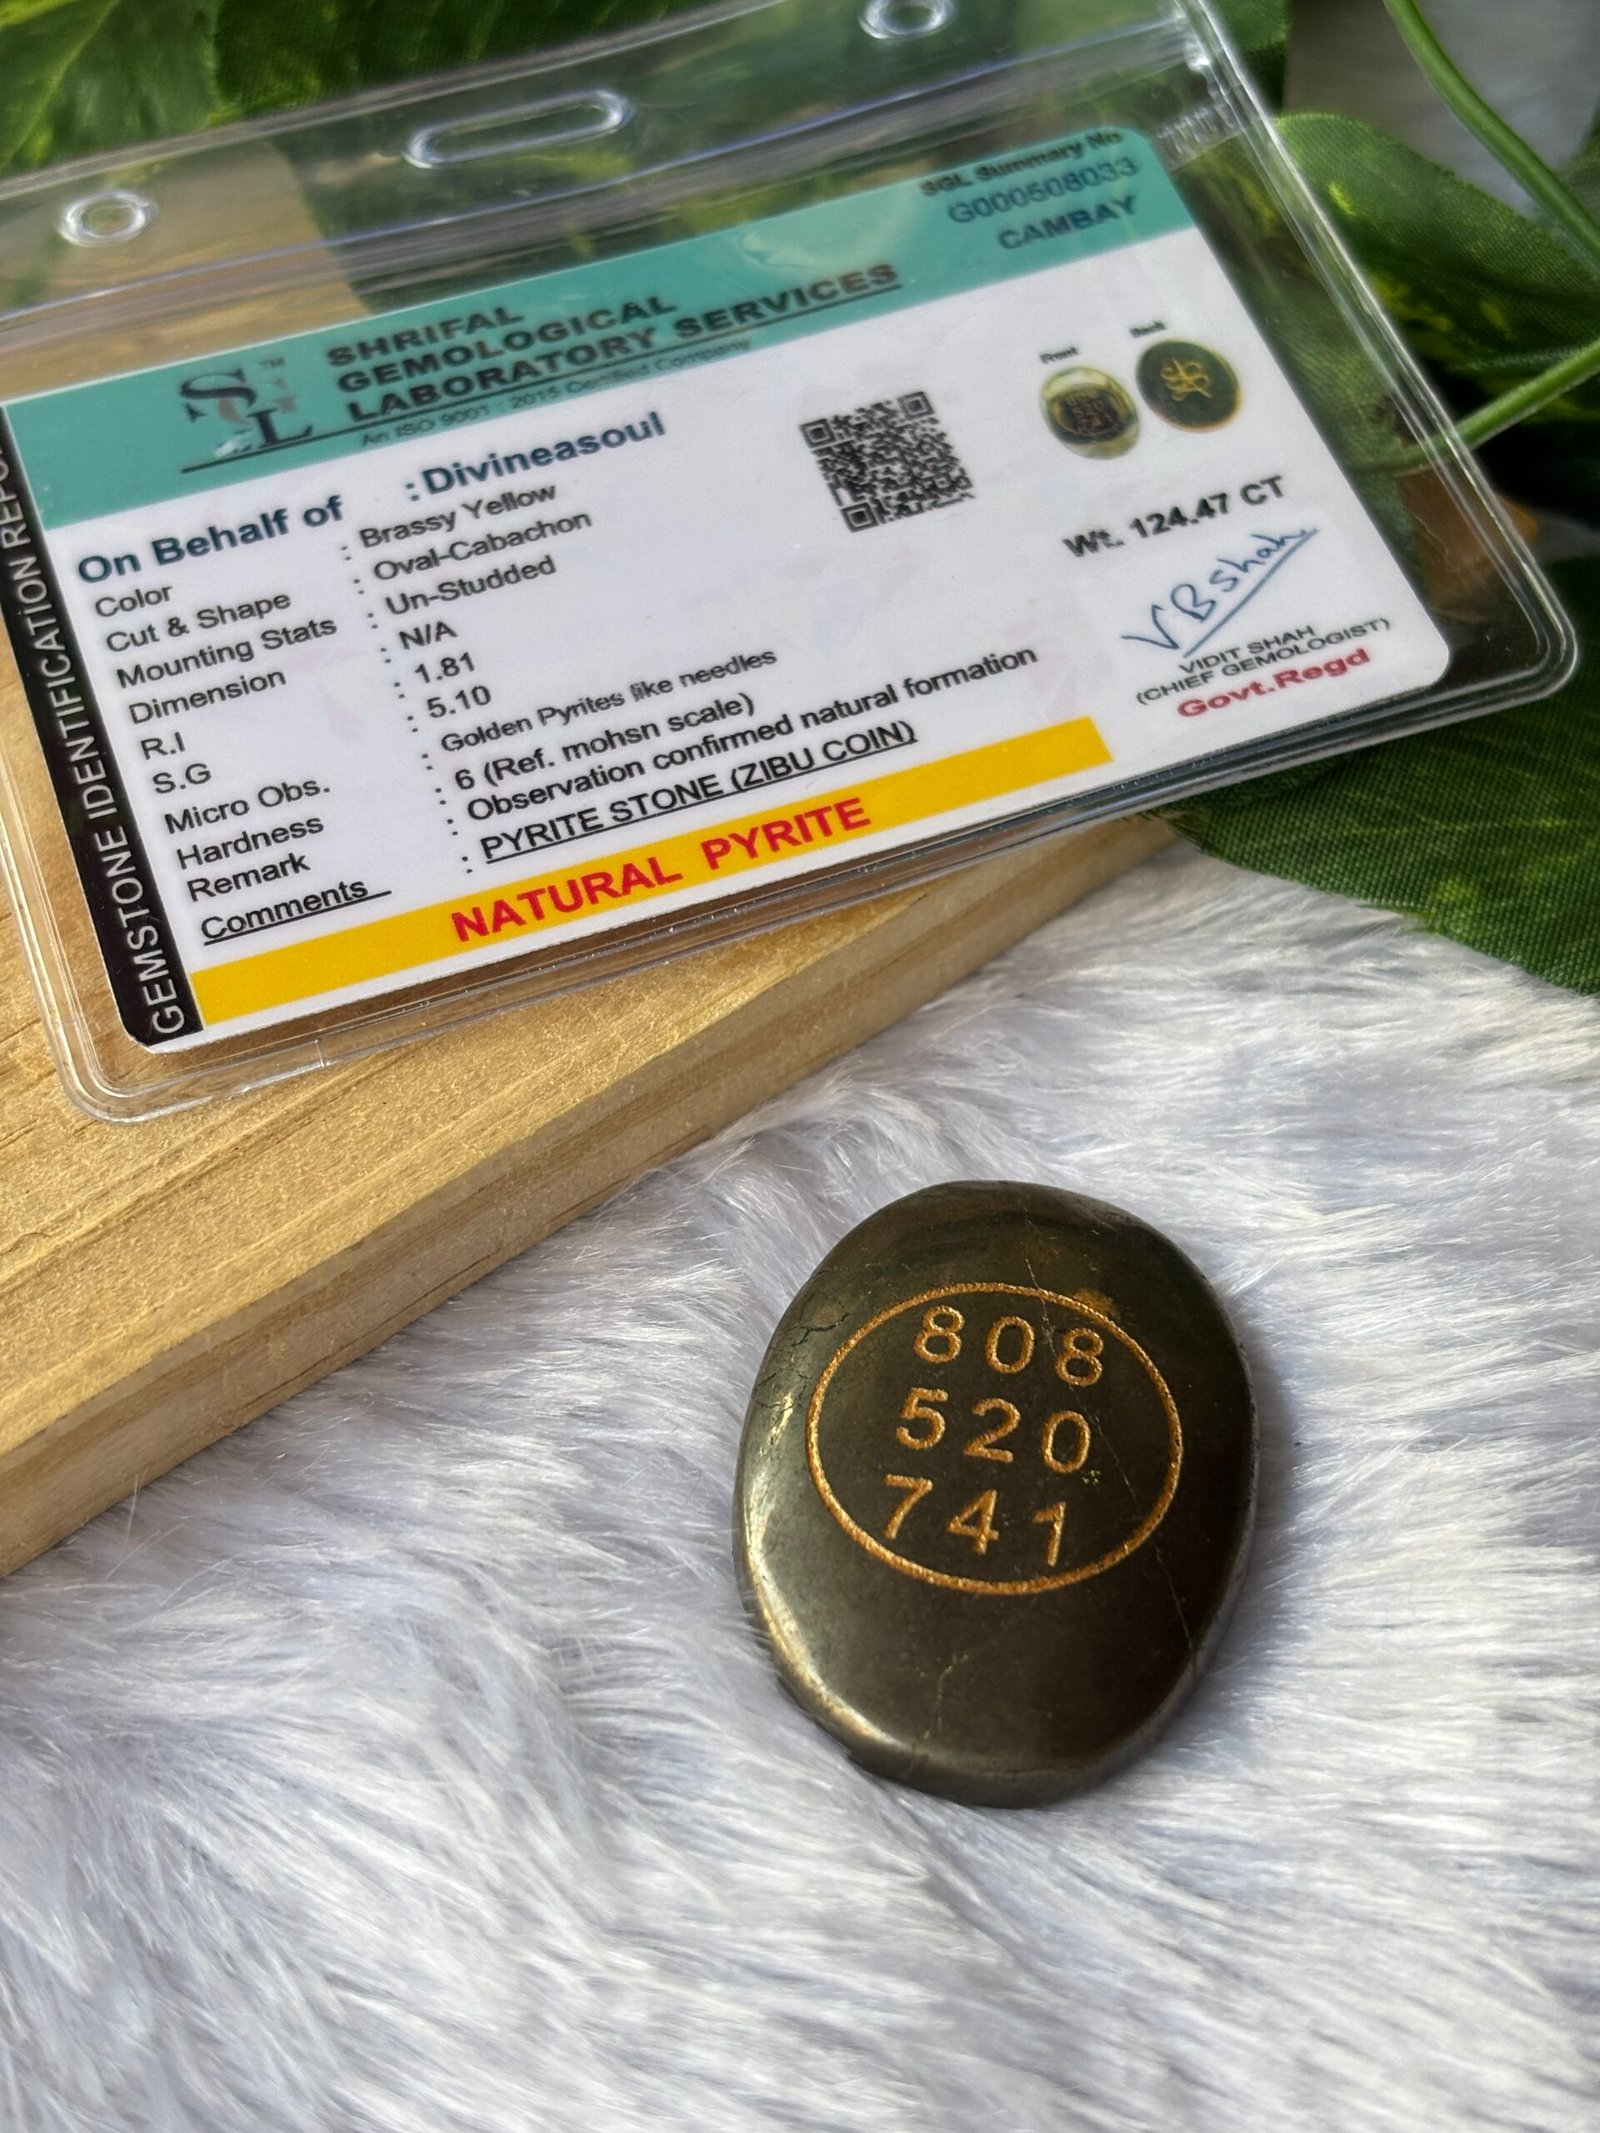 SGL Summary No
G000508033
CAMBAY
SGL TM
SHRIFAL
GEMOLOGICAL
LABORATORY SERVICES
An ISO 9001 : 2015 Certified Company
GEMSTONE IDENTIFICATION REPO
On Behalf of : Divineasoul
Color : Brassy Yellow
Cut & Shape : Oval-Cabachon
Mounting Stats : Un-Studded
Dimension : N/A
R.I : 1.81
S.G : 5.10
Micro Obs. : Golden Pyrites like needles
Hardness : 6 (Ref. mohsn scale)
Remark : Observation confirmed natural formation
Comments : PYRITE STONE (ZIBU COIN)
NATURAL PYRITE
Front
Back
Wt. 124.47 CT
VBShah
VIDIT SHAH
(CHIEF GEMOLOGIST)
Govt.Regd
808
520
741